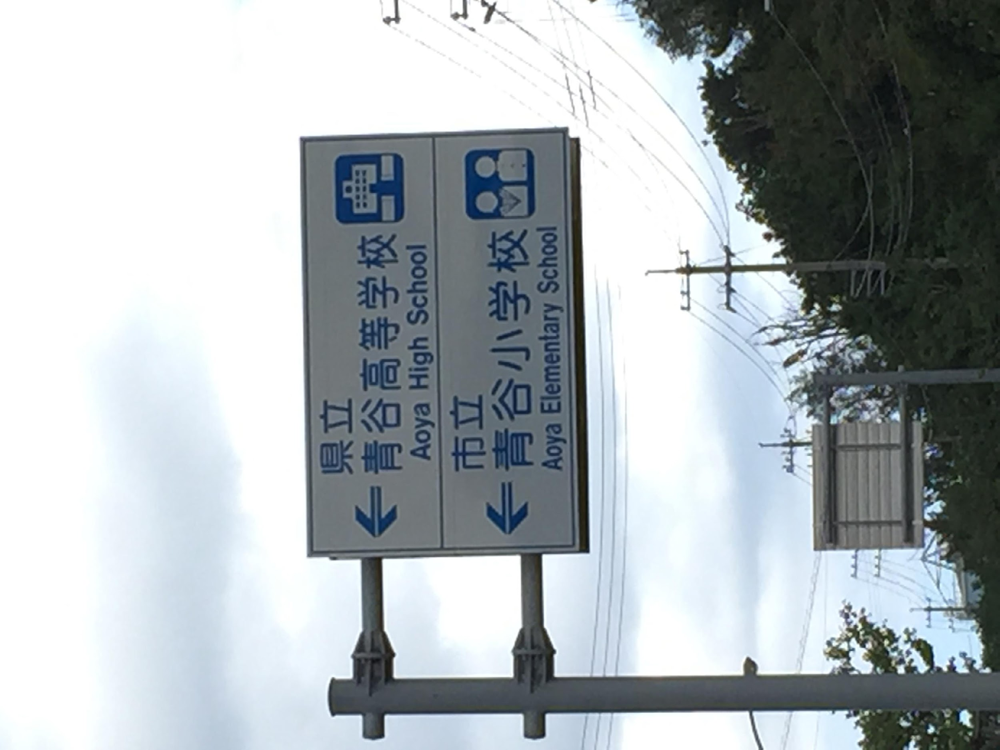 県立
青谷高等学校
Aoya High School
市立
青谷小学校
Aoya Elementary School